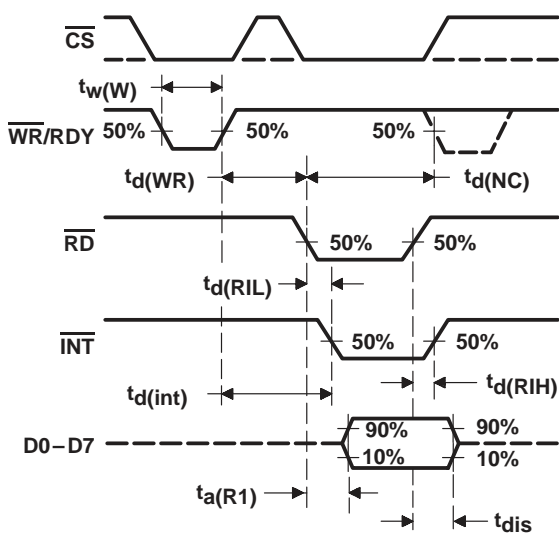 CS
tw(W)
WR/RDY 50% 50% 50%
td(WR) td(NC)
RD 50% 50%
td(RIL)
INT 50% 50%
td(int) td(RIH)
D0–D7 90% 90%
10% 10%
ta(R1) tdis